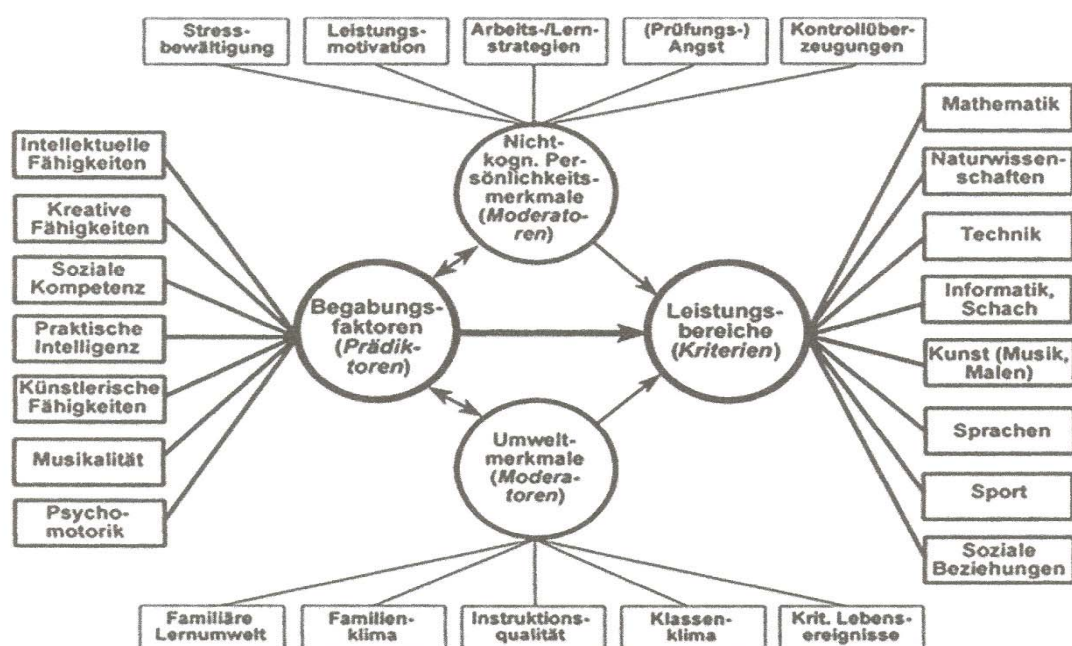 Stress-
bewältigung
Leistungs-
motivation
Arbeits-/Lern-
strategien
(Prüfungs-)
Angst
Kontrollüber-
zeugungen
Intellektuelle
Fähigkeiten
Kreative
Fähigkeiten
Soziale
Kompetenz
Praktische
Intelligenz
Künstlerische
Fähigkeiten
Musikalität
Psycho-
motorik
Nicht-
kogn. Per-
sönlichkeits-
merkmale
(Moderato-
ren)
Begabungs-
faktoren
(Prädik-
toren)
Leistungs-
bereiche
(Kriterien)
Umwelt-
merkmale
(Modera-
toren)
Mathematik
Naturwissen-
schaften
Technik
Informatik,
Schach
Kunst (Musik,
Malen)
Sprachen
Sport
Soziale
Beziehungen
Familiäre
Lernumwelt
Familien-
klima
Instruktions-
qualität
Klassen-
klima
Krit. Lebens-
ereignisse